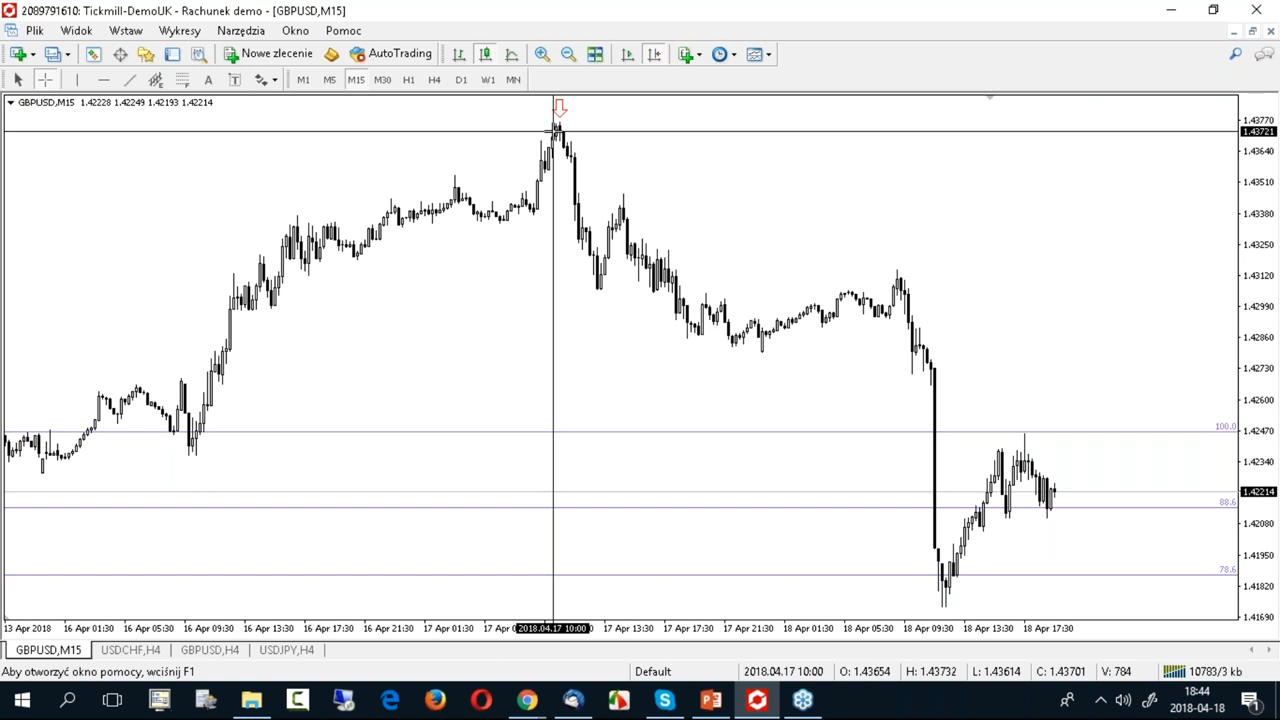 2089791610: Tickmill-DemoUK - Rachunek demo - [GBPUSD,M15]
Plik Widok Wstaw Wykresy Narzędzia Okno Pomoc
Nowe zlecenie AutoTrading
A T M1 M5 M15 M30 H1 H4 D1 W1 MN
GBPUSD,M15 1.42228 1.42249 1.42193 1.42214
1.43770
1.43721
1.43640
1.43510
1.43380
1.43250
1.43120
1.42990
1.42860
1.42730
1.42600
100.0
1.42470
1.42340
1.42214
88.6
1.42080
1.41950
78.6
1.41820
1.41690
13 Apr 2018 16 Apr 01:30 16 Apr 05:30 16 Apr 09:30 16 Apr 13:30 16 Apr 17:30 16 Apr 21:30 17 Apr 01:30 17 Apr 0 2018.04.17 10:00 17 Apr 13:30 17 Apr 17:30 17 Apr 21:30 18 Apr 01:30 18 Apr 05:30 18 Apr 09:30 18 Apr 13:30 18 Apr 17:30
GBPUSD,M15 USDCHF,H4 GBPUSD,H4 USDJPY,H4
Aby otworzyć okno pomocy, wciśnij F1 Default 2018.04.17 10:00 O: 1.43654 H: 1.43732 L: 1.43614 C: 1.43701 V: 784 10783/3 kb
18:44
2018-04-18